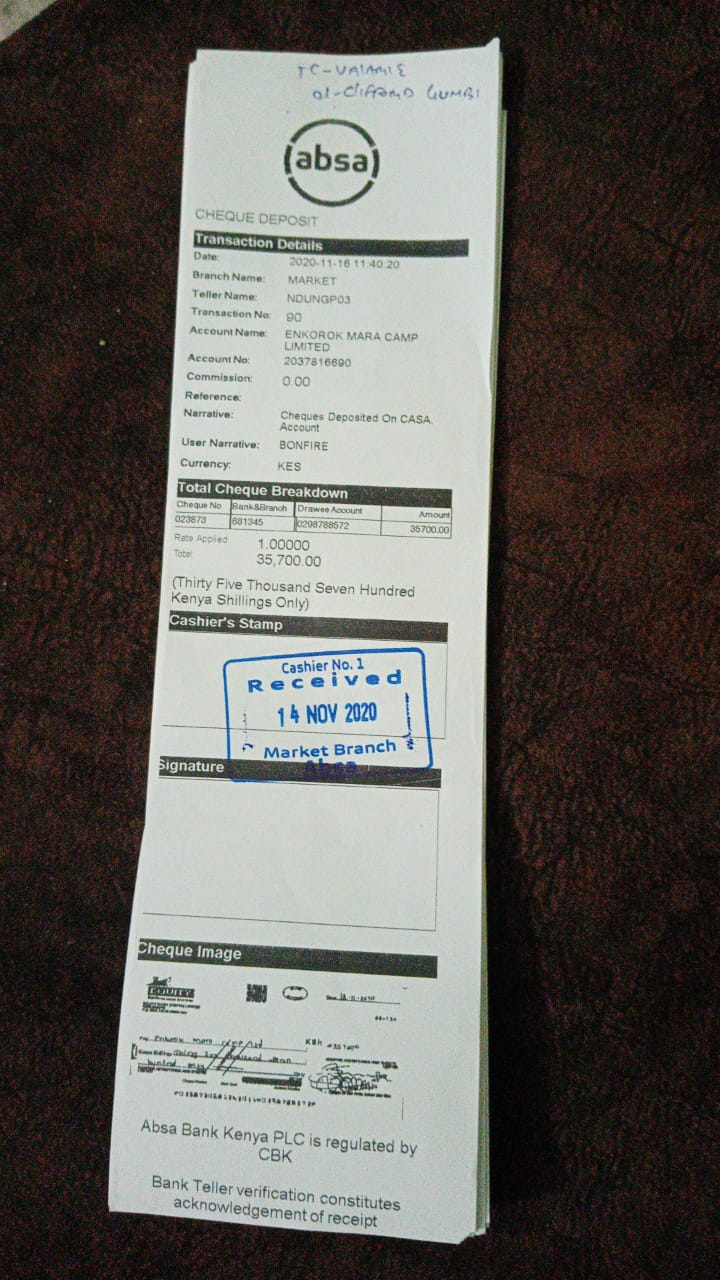 TC-VAIAMIE
01-CLIFFORD GUMBI
absa
CHEQUE DEPOSIT
Transaction Details
Date: 2020-11-16 11:40:20
Branch Name: MARKET
Teller Name: NDUNGP03
Transaction No: 90
Account Name: ENKOROK MARA CAMP
LIMITED
Account No: 2037816690
Commission: 0.00
Reference:
Narrative: Cheques Deposited On CASA.
Account
User Narrative: BONFIRE
Currency: KES
Total Cheque Breakdown
Cheque No Bank&Branch Drawee Account Amount
023873 681345 0298788572 35700.00
Rate Applied 1.00000
Total 35,700.00
(Thirty Five Thousand Seven Hundred
Kenya Shillings Only)
Cashier's Stamp
Cashier No. 1
Received
14 NOV 2020
Market Branch
Absa
Signature
Cheque Image
EQUITY
KSh
Absa Bank Kenya PLC is regulated by
CBK
Bank Teller verification constitutes
acknowledgement of receipt